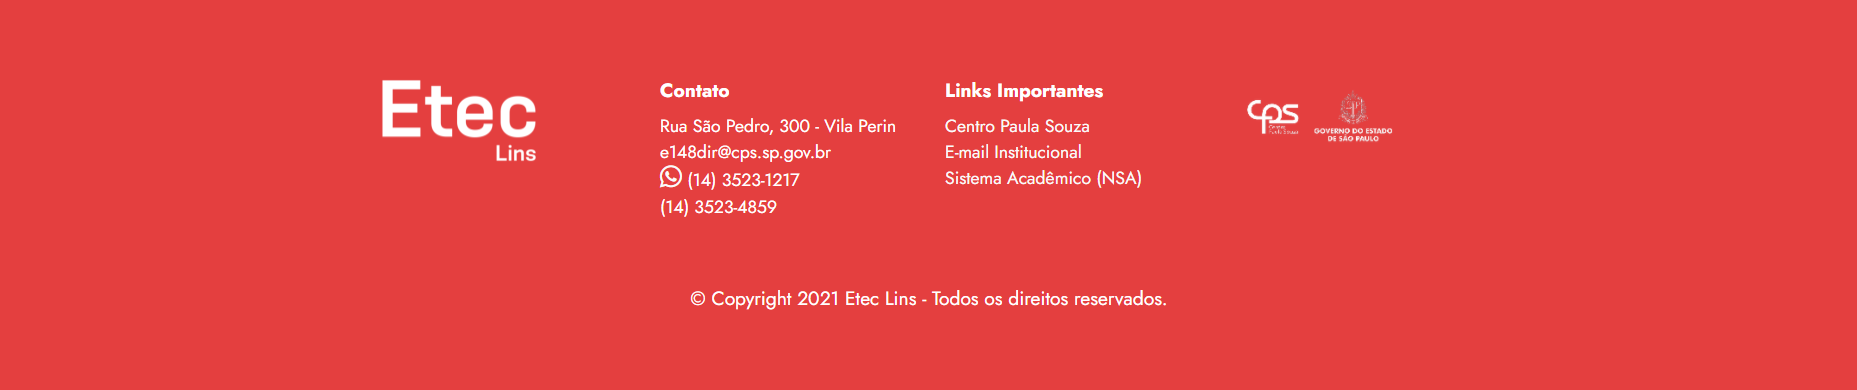 Etec
Lins
Contato
Rua São Pedro, 300 - Vila Perin
e148dir@cps.sp.gov.br
(14) 3523-1217
(14) 3523-4859
Links Importantes
Centro Paula Souza
E-mail Institucional
Sistema Acadêmico (NSA)
cps
Centro
Paula Souza
GOVERNO DO ESTADO
DE SÃO PAULO
© Copyright 2021 Etec Lins - Todos os direitos reservados.